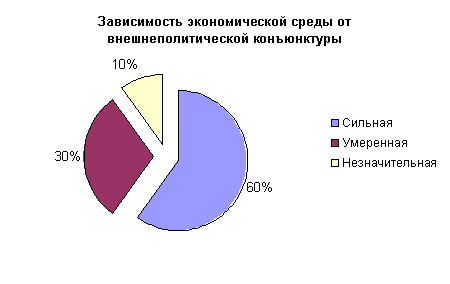 Зависимость экономической среды от
внешнеполитической конъюнктуры
10%
30%
60%
Сильная
Умеренная
Незначительная